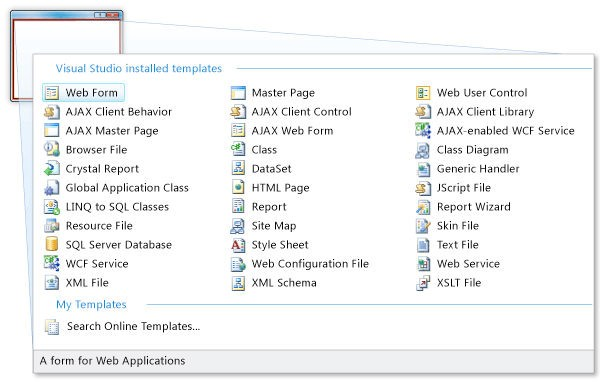 Visual Studio installed templates
Web Form Master Page Web User Control
AJAX Client Behavior AJAX Client Control AJAX Client Library
AJAX Master Page AJAX Web Form AJAX-enabled WCF Service
Browser File Class Class Diagram
Crystal Report DataSet Generic Handler
Global Application Class HTML Page JScript File
LINQ to SQL Classes Report Report Wizard
Resource File Site Map Skin File
SQL Server Database Style Sheet Text File
WCF Service Web Configuration File Web Service
XML File XML Schema XSLT File
My Templates
Search Online Templates...
A form for Web Applications